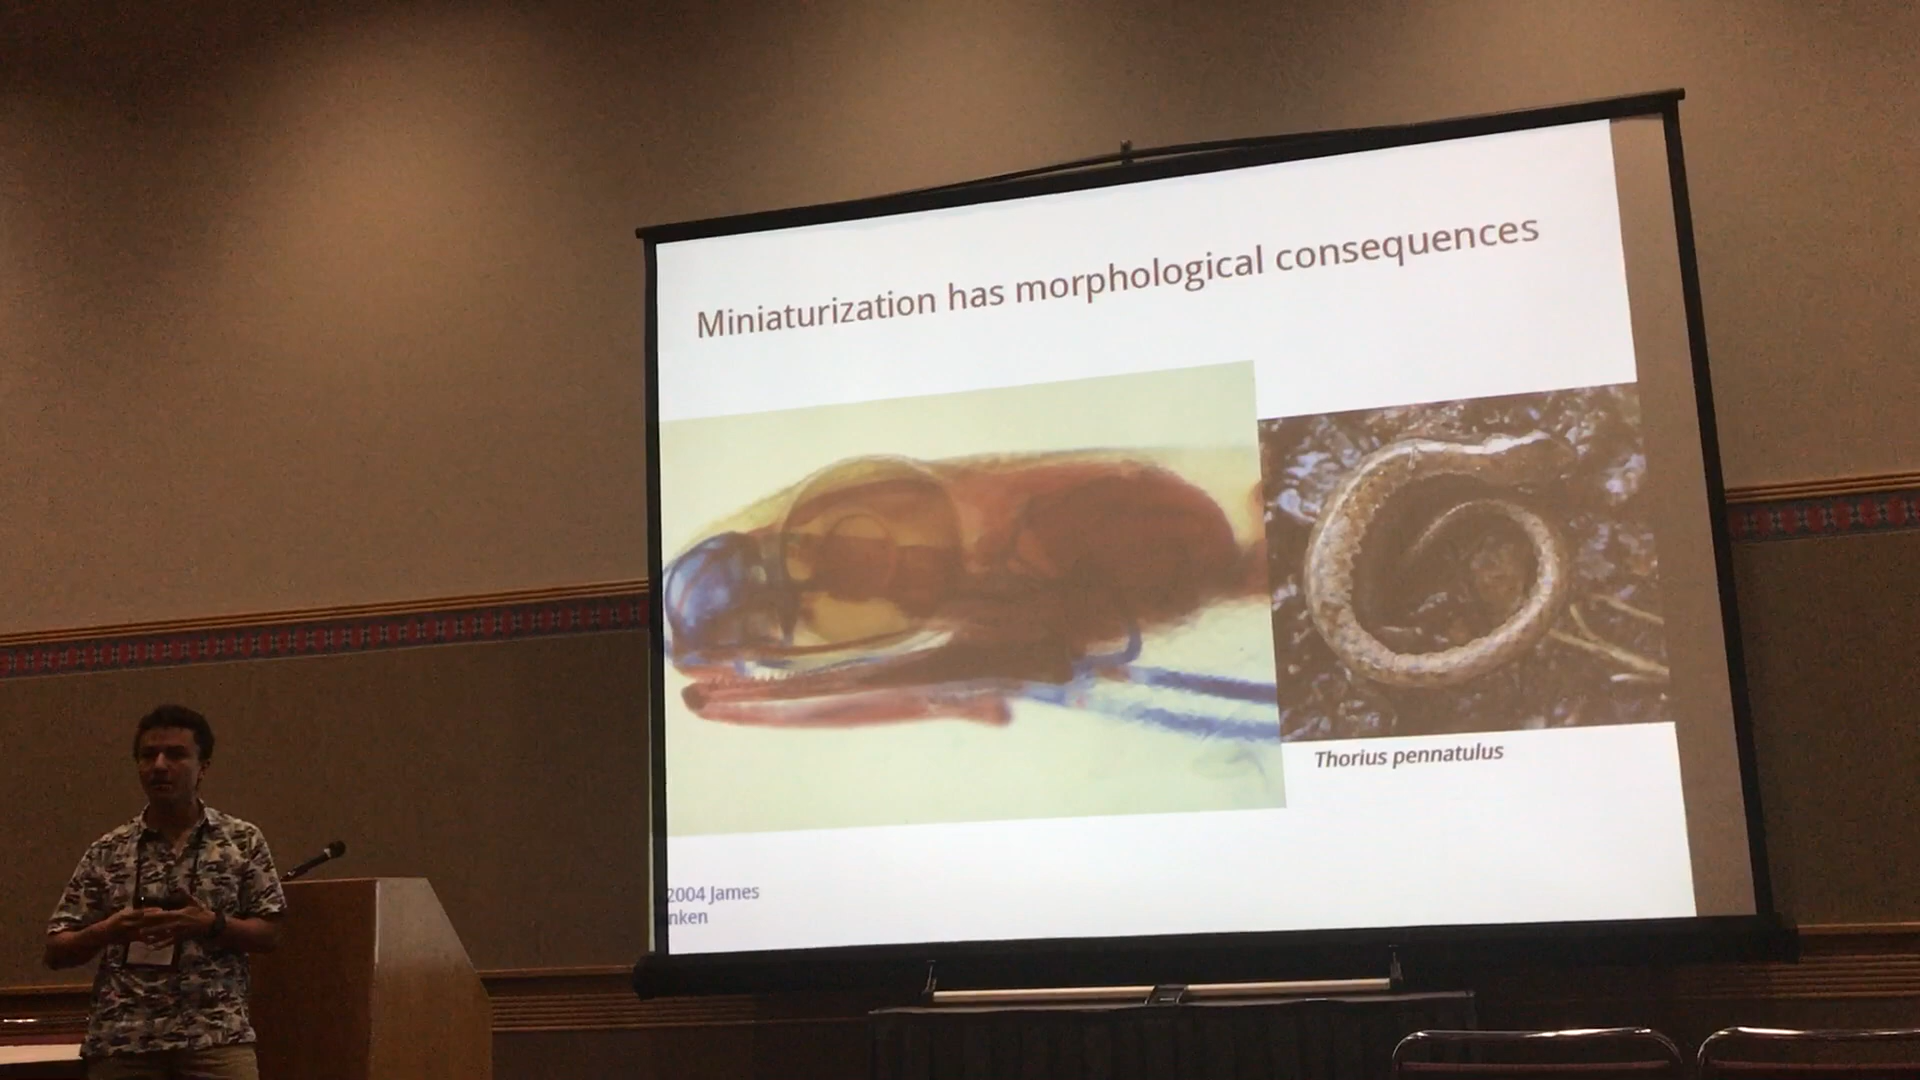 Miniaturization has morphological consequences
Thorius pennatulus
2004 James
nken